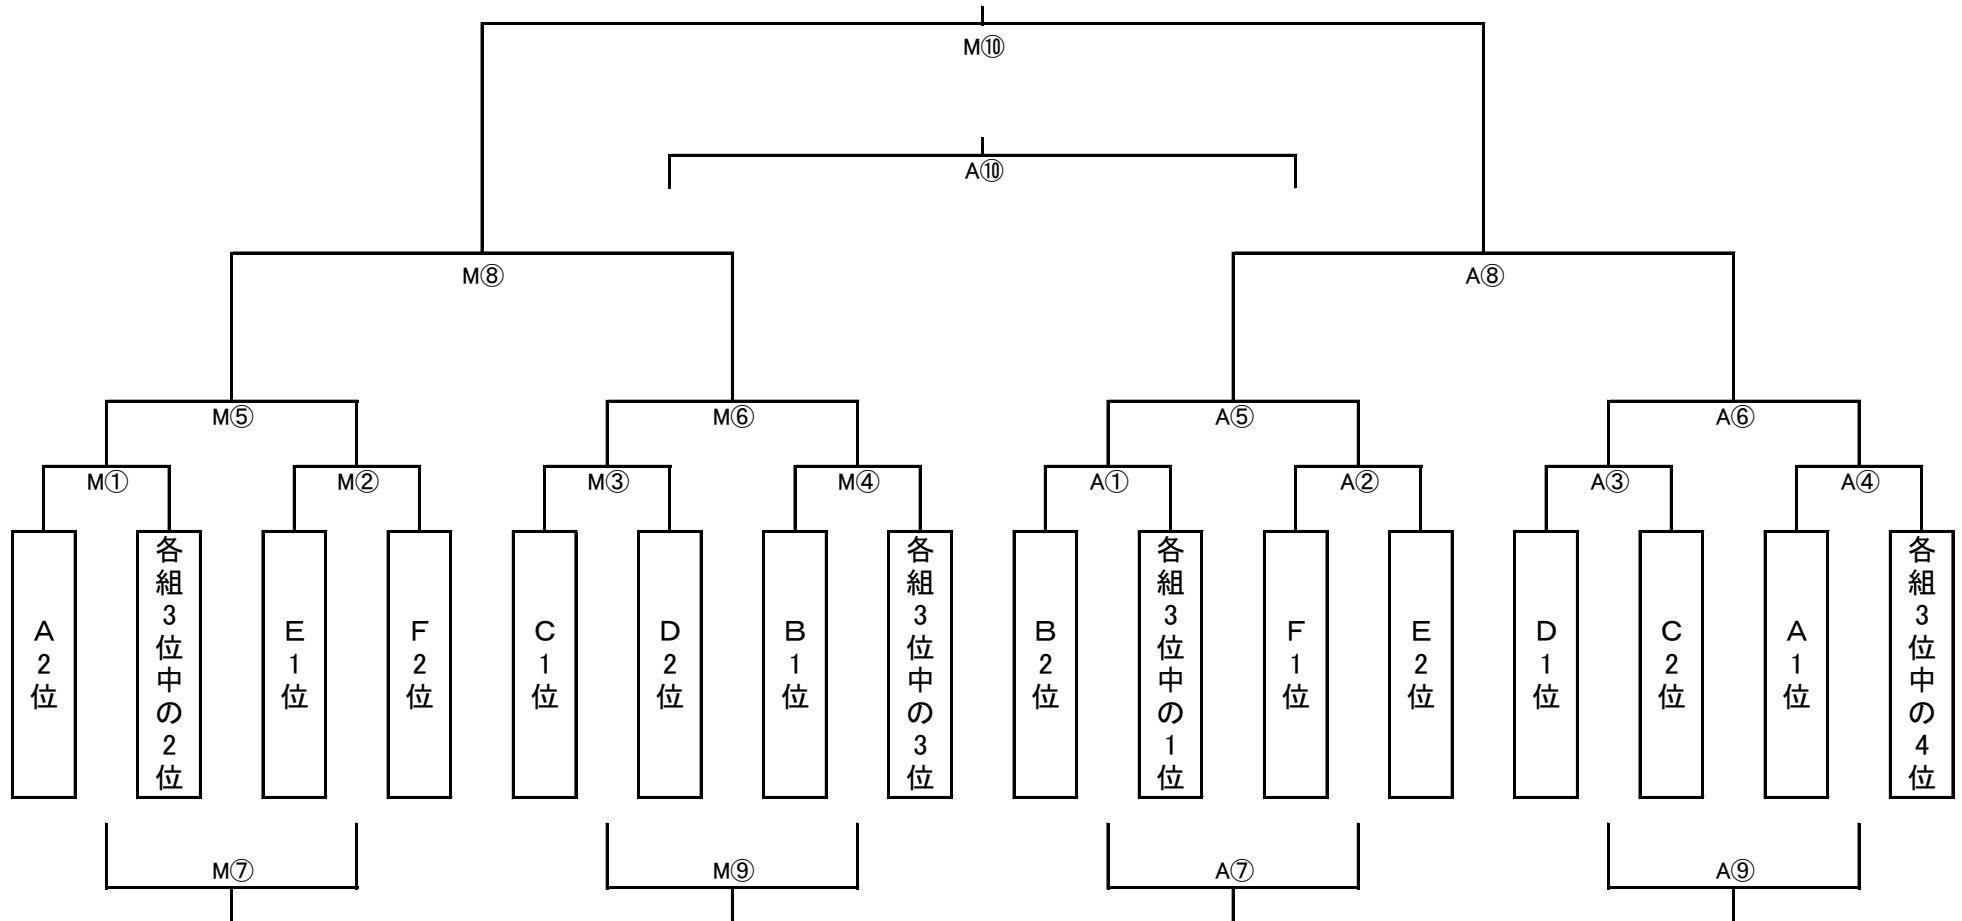 M⑩
A⑩
M⑧
A⑧
M⑤
M⑥
A⑤
A⑥
M①
M②
M③
M④
A①
A②
A③
A④
A2位
各組3位中の2位
E1位
F2位
C1位
D2位
B1位
各組3位中の3位
B2位
各組3位中の1位
F1位
E2位
D1位
C2位
A1位
各組3位中の4位
M⑦
M⑨
A⑦
A⑨